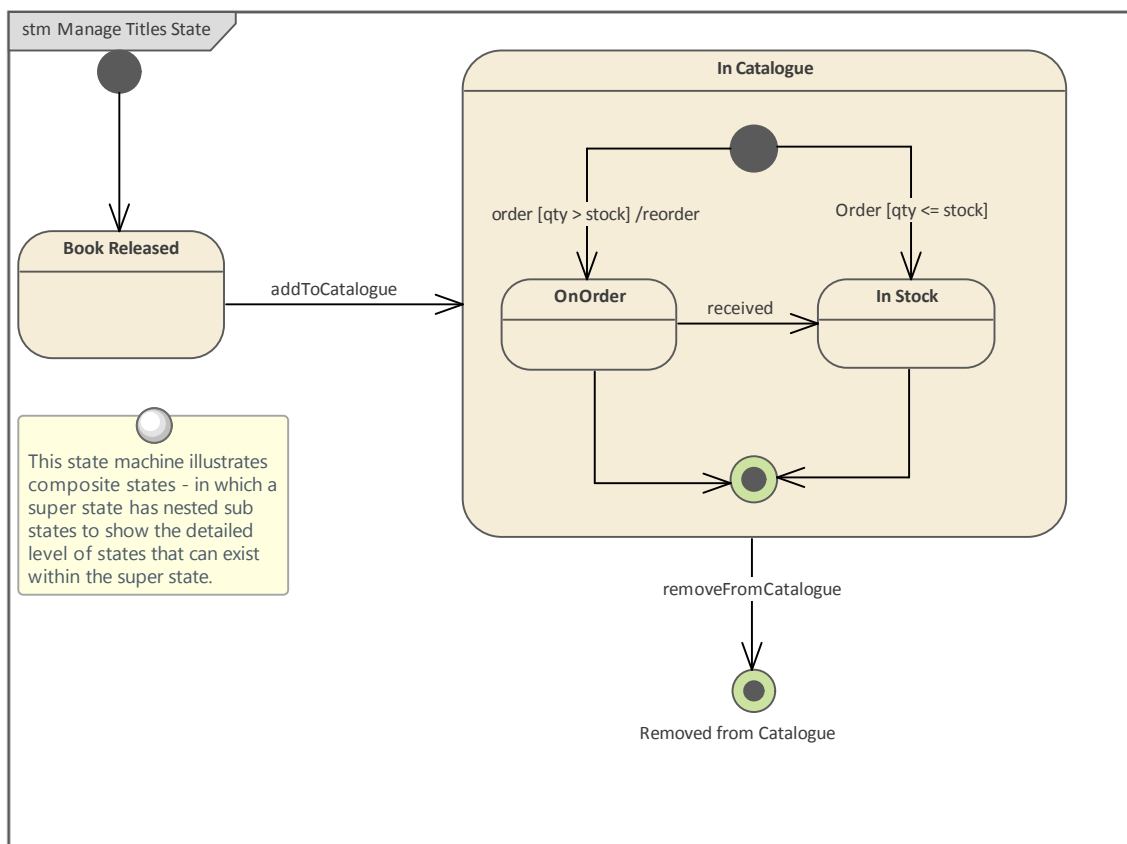 stm Manage Titles State
In Catalogue
order [qty > stock] /reorder
Order [qty <= stock]
Book Released
addToCatalogue
OnOrder
received
In Stock
This state machine illustrates
composite states - in which a
super state has nested sub
states to show the detailed
level of states that can exist
within the super state.
removeFromCatalogue
Removed from Catalogue